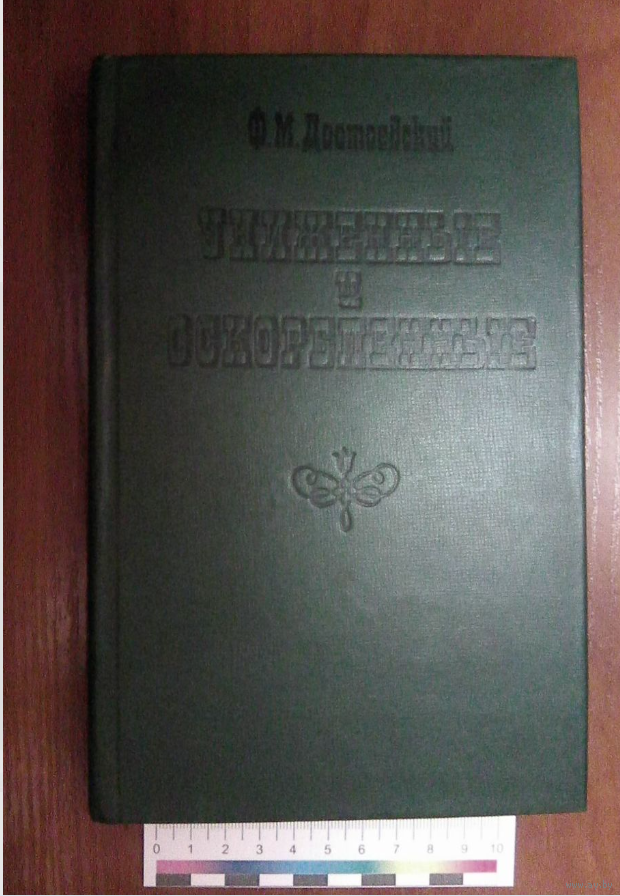 Ф. М. Достоевский
УНИЖЕННЫЕ
И
ОСКОРБЛЕННЫЕ
0 1 2 3 4 5 6 7 8 9 10